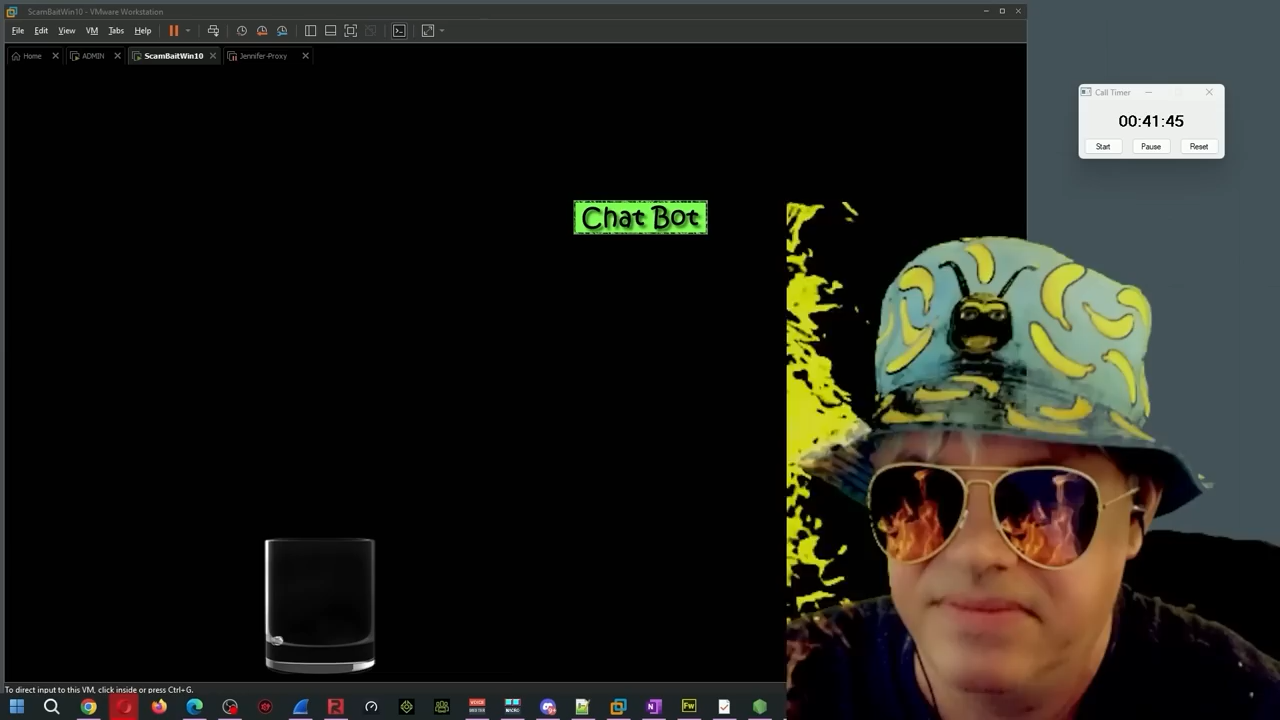 ScamBaitWin10 - VMware Workstation
File Edit View VM Tabs Help
Home ADMIN ScamBaitWin10 Jennifer-Proxy
Call Timer
00:41:45
Start Pause Reset
Chat Bot
To direct input to this VM, click inside or press Ctrl+G.
Fw